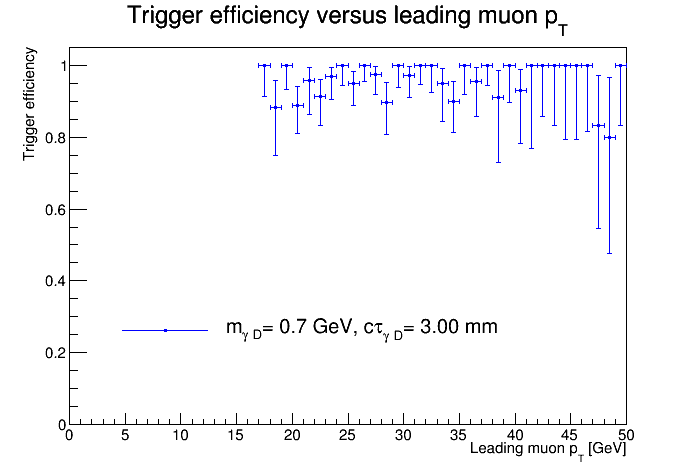 Trigger efficiency versus leading muon p_T
Trigger efficiency
1
0.8
0.6
0.4
0.2
0
m_γ D= 0.7 GeV, cτ_γ D= 3.00 mm
0 5 10 15 20 25 30 35 40 45 50
Leading muon p_T [GeV]